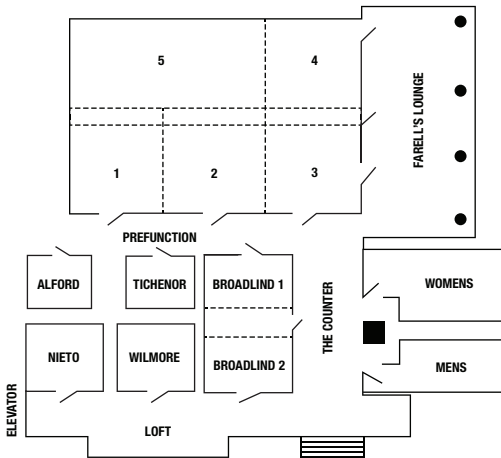 5
4
FARELL'S LOUNGE
1
2
3
PREFUNCTION
ALFORD
TICHENOR
BROADLIND 1
THE COUNTER
WOMENS
NIETO
WILMORE
BROADLIND 2
MENS
ELEVATOR
LOFT